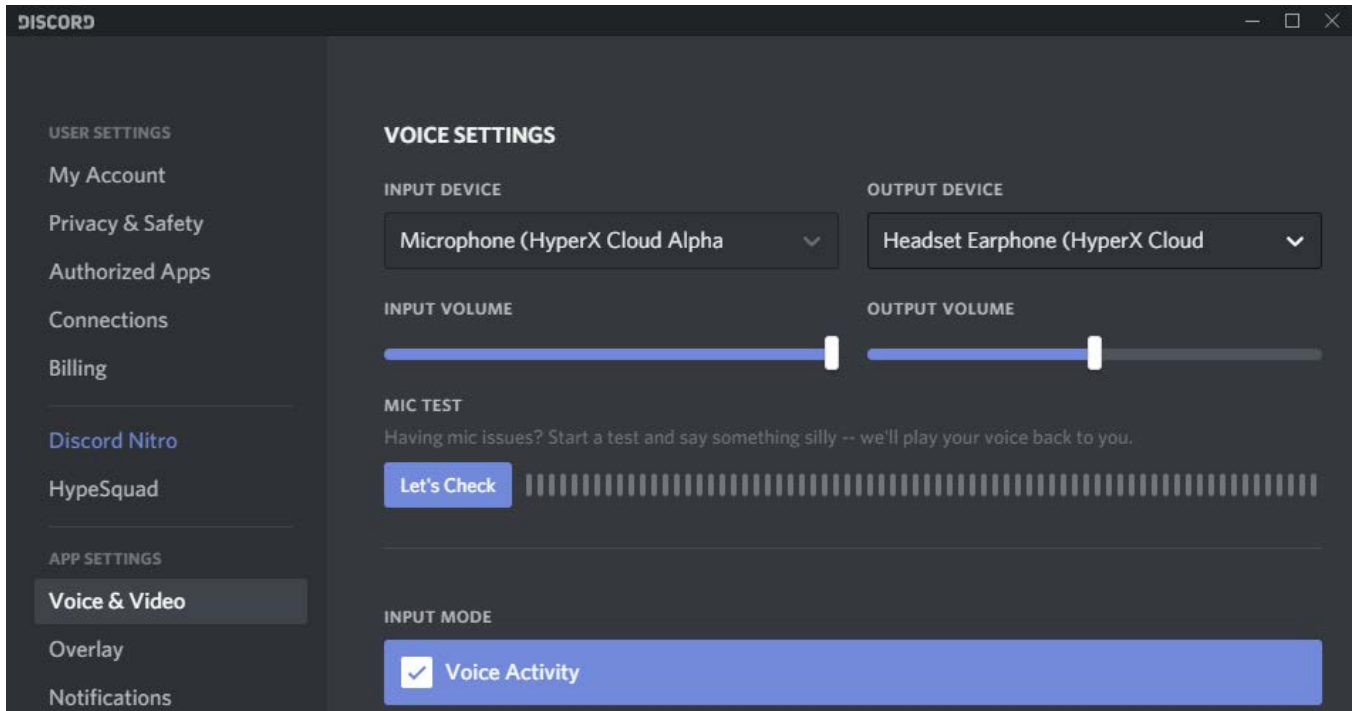 DISCORD
USER SETTINGS
My Account
Privacy & Safety
Authorized Apps
Connections
Billing
Discord Nitro
HypeSquad
APP SETTINGS
Voice & Video
Overlay
Notifications
VOICE SETTINGS
INPUT DEVICE
Microphone (HyperX Cloud Alpha
OUTPUT DEVICE
Headset Earphone (HyperX Cloud
INPUT VOLUME
OUTPUT VOLUME
MIC TEST
Having mic issues? Start a test and say something silly -- we'll play your voice back to you.
Let's Check
INPUT MODE
Voice Activity